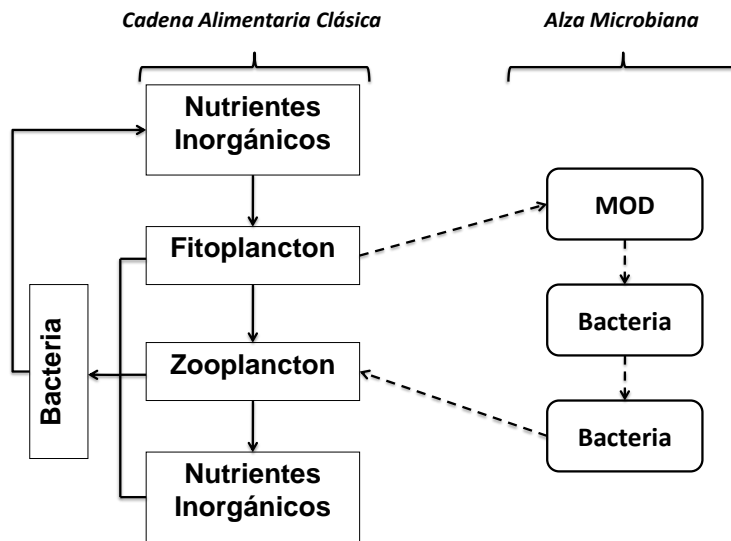 Cadena Alimentaria Clásica
Alza Microbiana
Nutrientes
Inorgánicos
MOD
Fitoplancton
Bacteria
Bacteria
Zooplancton
Bacteria
Nutrientes
Inorgánicos